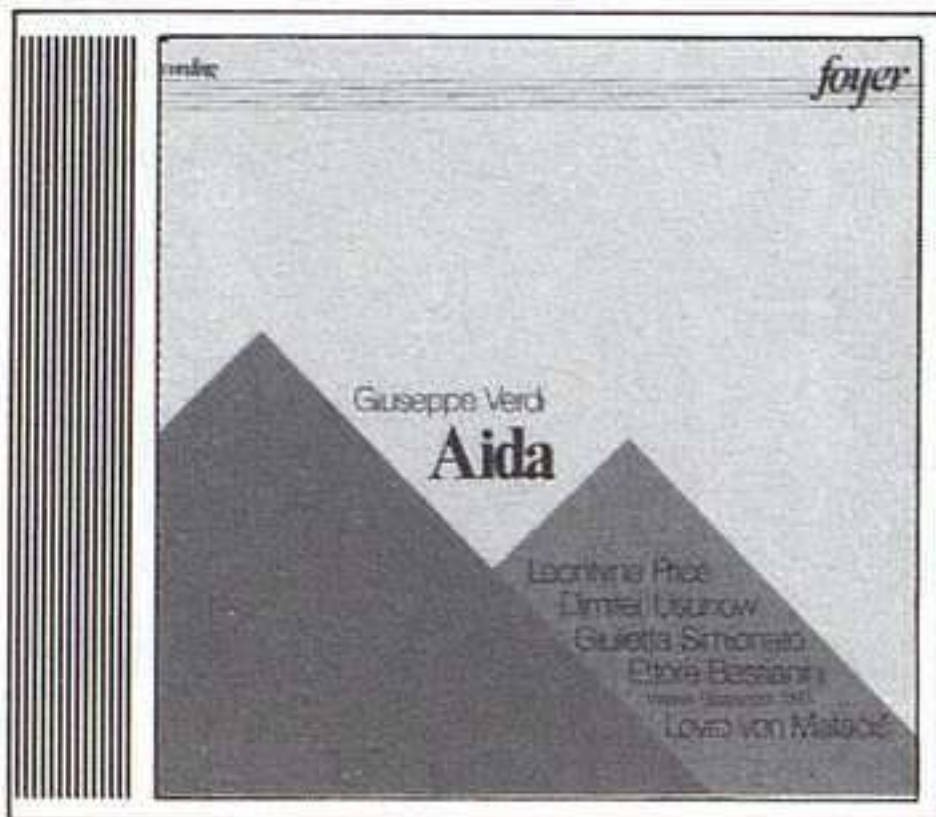 foyer
Giuseppe Verdi
Aida
Leontyne Price
Dimiter Usunow
Giulietta Simionato
Ettore Bastianini
Lovro von Matačić